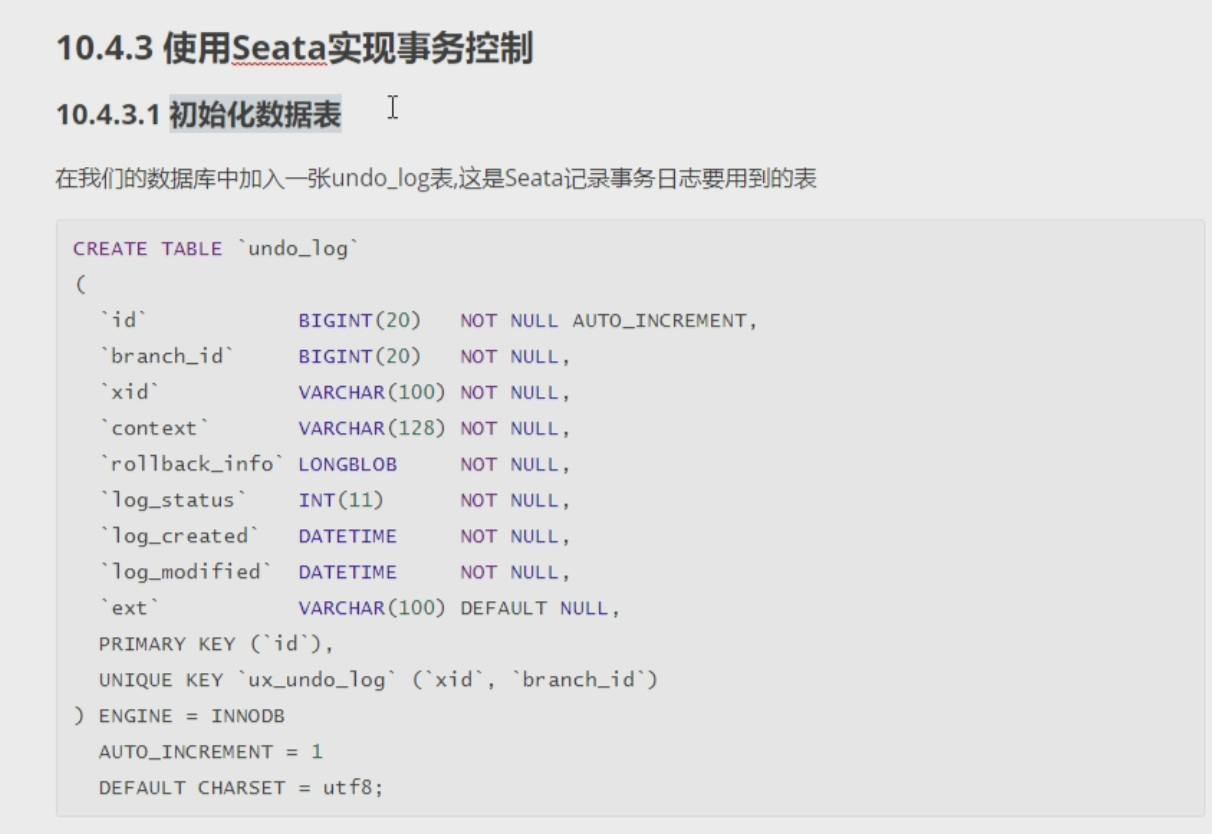 10.4.3 使用Seata实现事务控制
10.4.3.1 初始化数据表
在我们的数据库中加入一张undo_log表,这是Seata记录事务日志要用到的表
CREATE TABLE `undo_log`
(
  `id`            BIGINT(20)   NOT NULL AUTO_INCREMENT,
  `branch_id`     BIGINT(20)   NOT NULL,
  `xid`           VARCHAR(100) NOT NULL,
  `context`       VARCHAR(128) NOT NULL,
  `rollback_info` LONGBLOB     NOT NULL,
  `log_status`    INT(11)      NOT NULL,
  `log_created`   DATETIME     NOT NULL,
  `log_modified`  DATETIME     NOT NULL,
  `ext`           VARCHAR(100) DEFAULT NULL,
  PRIMARY KEY (`id`),
  UNIQUE KEY `ux_undo_log` (`xid`, `branch_id`)
) ENGINE = INNODB
  AUTO_INCREMENT = 1
  DEFAULT CHARSET = utf8;